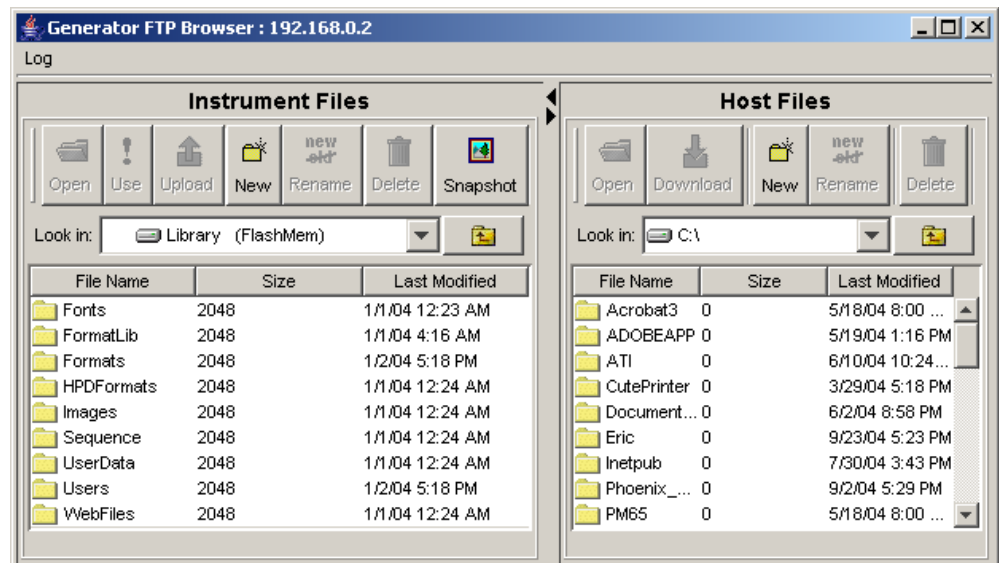 Generator FTP Browser : 192.168.0.2
Log
Instrument Files
Open Use Upload New new old Rename Delete Snapshot
Look in: Library (FlashMem)
File Name Size Last Modified
Fonts 2048 1/1/04 12:23 AM
FormatLib 2048 1/1/04 4:16 AM
Formats 2048 1/2/04 5:18 PM
HPDFormats 2048 1/1/04 12:24 AM
Images 2048 1/1/04 12:24 AM
Sequence 2048 1/1/04 12:24 AM
UserData 2048 1/1/04 12:24 AM
Users 2048 1/2/04 5:18 PM
WebFiles 2048 1/1/04 12:24 AM
Host Files
Open Download New new old Rename Delete
Look in: C:\
File Name Size Last Modified
Acrobat3 0 5/18/04 8:00 ...
ADOBEAPP 0 5/19/04 1:16 PM
ATI 0 6/10/04 10:24...
CutePrinter 0 3/29/04 5:18 PM
Document... 0 6/2/04 8:58 PM
Eric 0 9/23/04 5:23 PM
Inetpub 0 7/30/04 3:43 PM
Phoenix_... 0 9/2/04 5:29 PM
PM65 0 5/18/04 8:00 ...